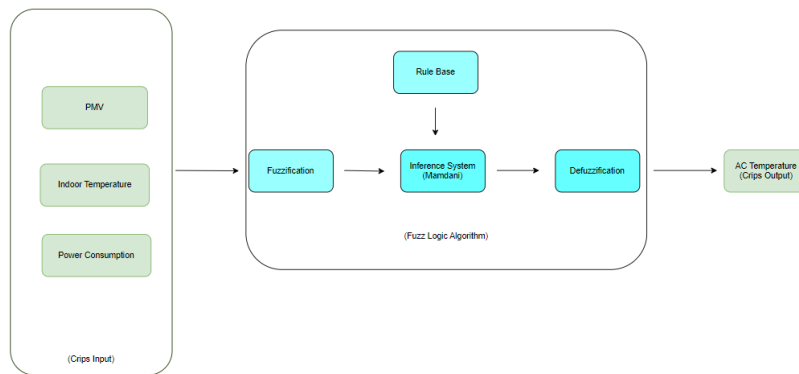 PMV
Indoor Temperature
Power Consumption
(Crips Input)
Rule Base
Fuzzification
Inference System
(Mamdani)
Defuzzification
(Fuzz Logic Algorithm)
AC Temperature
(Crips Output)